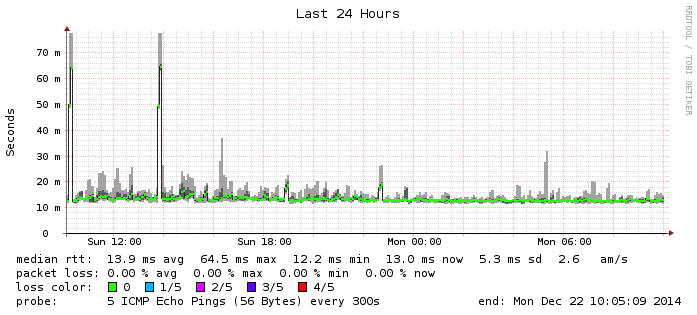 Last 24 Hours
RRDTOOL / TOBI OETIKER
Seconds
70 m
60 m
50 m
40 m
30 m
20 m
10 m
0
Sun 12:00 Sun 18:00 Mon 00:00 Mon 06:00
median rtt: 13.9 ms avg 64.5 ms max 12.2 ms min 13.0 ms now 5.3 ms sd 2.6 am/s
packet loss: 0.00 % avg 0.00 % max 0.00 % min 0.00 % now
loss color: 0 1/5 2/5 3/5 4/5
probe: 5 ICMP Echo Pings (56 Bytes) every 300s end: Mon Dec 22 10:05:09 2014